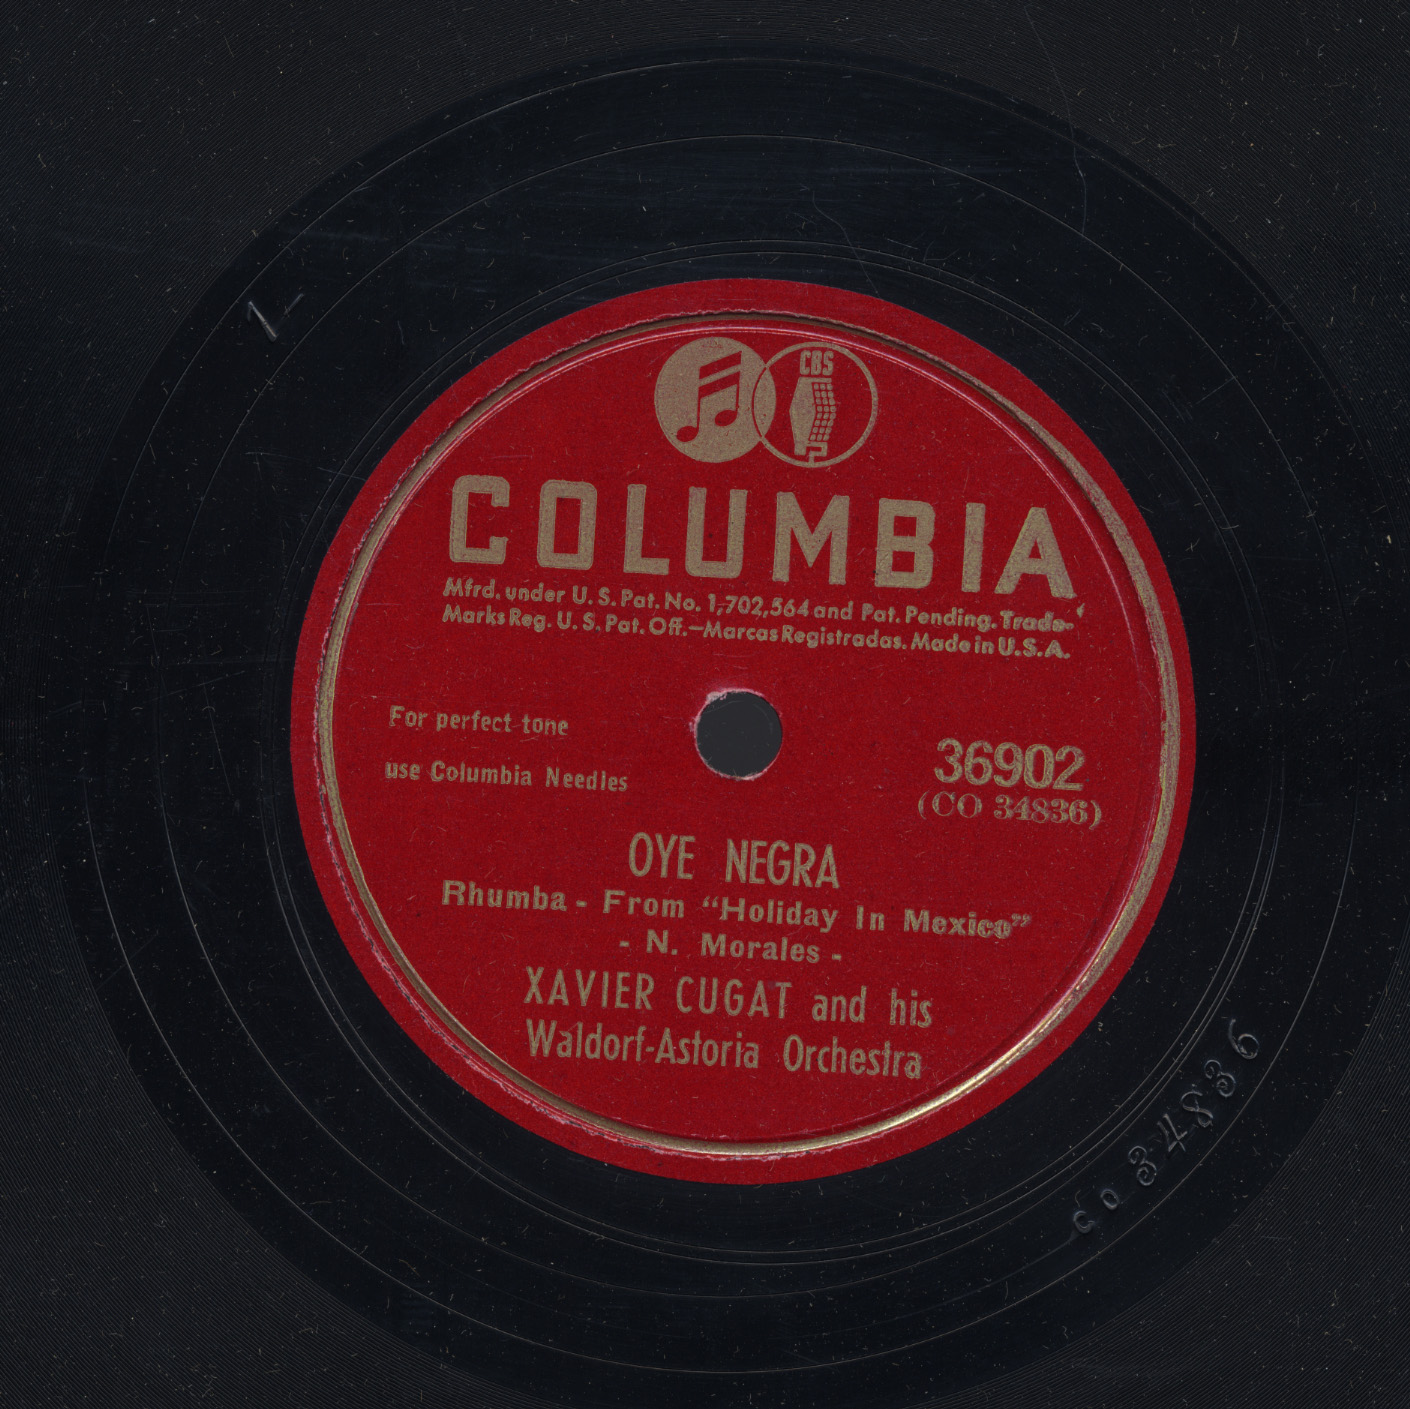 CBS
COLUMBIA
Mfrd. under U. S. Pat. No. 1,702,564 and Pat. Pending. Trade-
Marks Reg. U. S. Pat. Off.—Marcas Registradas. Made in U.S.A.
For perfect tone
use Columbia Needles
36902
(CO 34836)
OYE NEGRA
Rhumba - From “Holiday In Mexico”
- N. Morales -
XAVIER CUGAT and his
Waldorf-Astoria Orchestra
1-
CO 34836